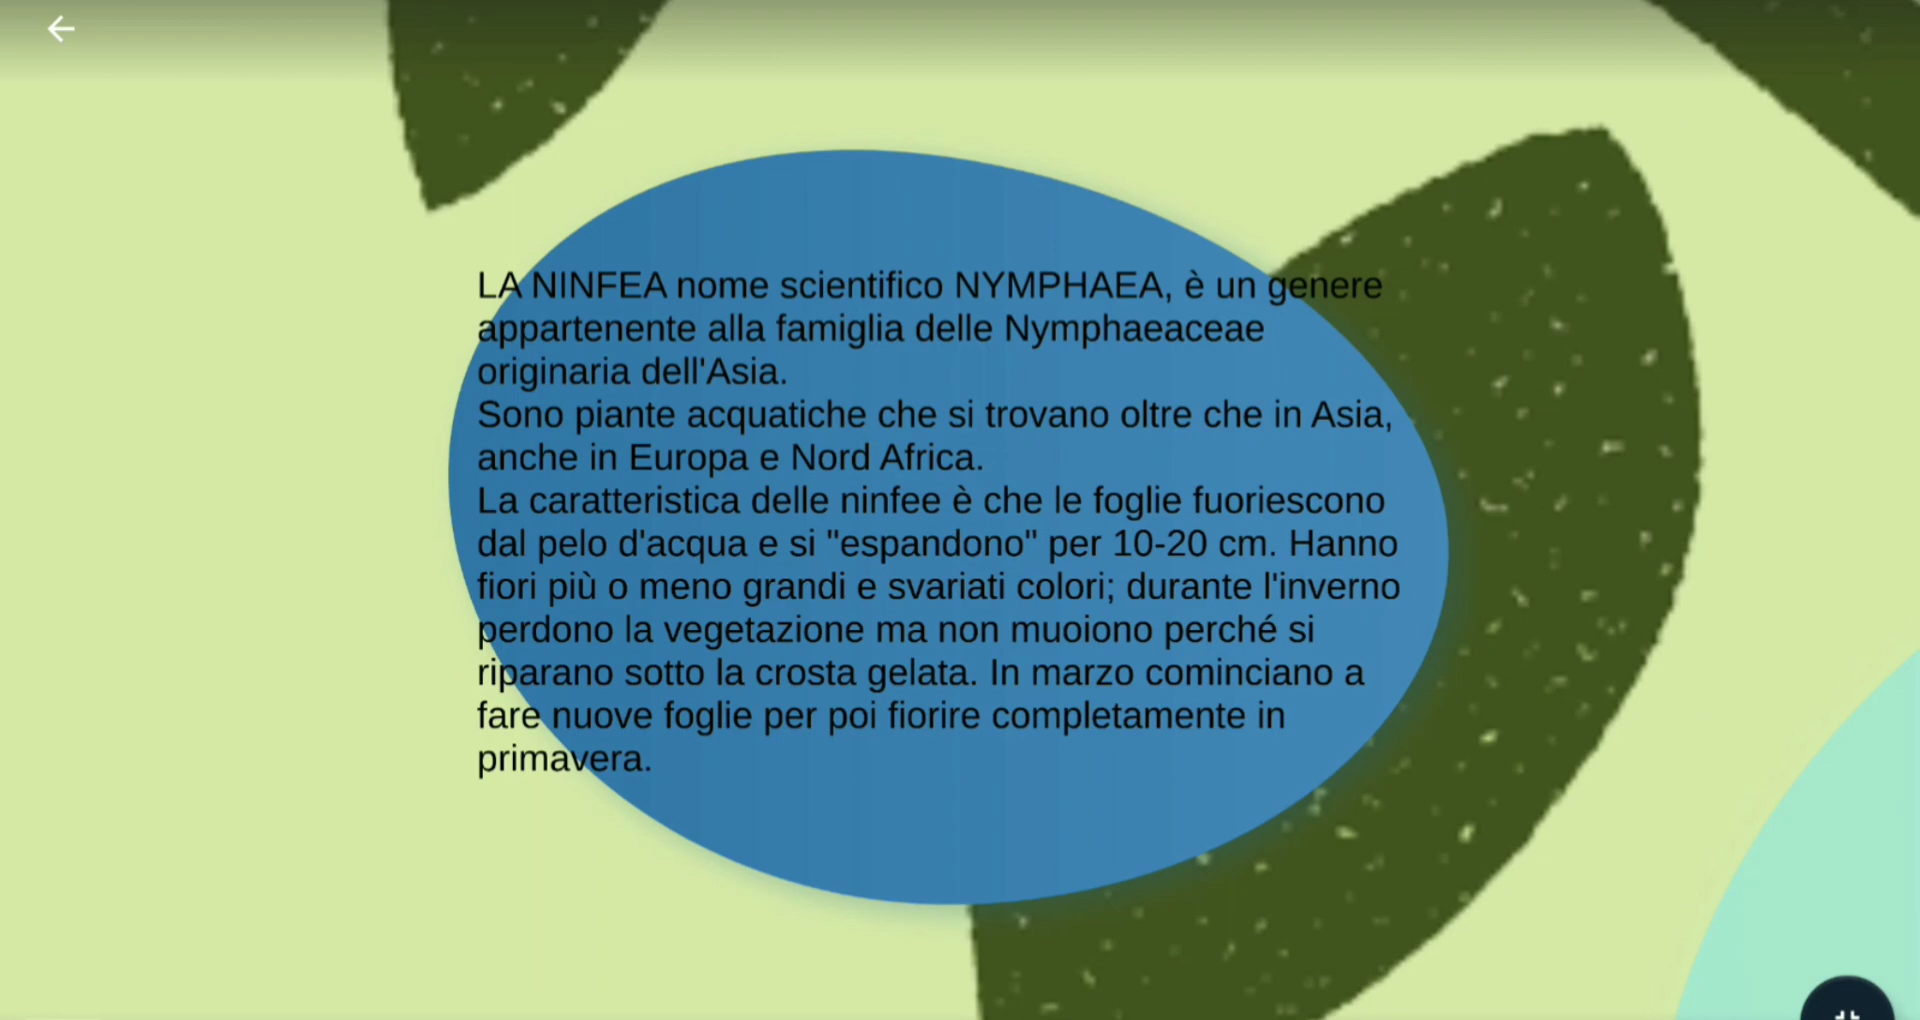 LA NINFEA nome scientifico NYMPHAEA, è un genere
appartenente alla famiglia delle Nymphaeaceae
originaria dell'Asia.
Sono piante acquatiche che si trovano oltre che in Asia,
anche in Europa e Nord Africa.
La caratteristica delle ninfee è che le foglie fuoriescono
dal pelo d'acqua e si "espandono" per 10-20 cm. Hanno
fiori più o meno grandi e svariati colori; durante l'inverno
perdono la vegetazione ma non muoiono perché si
riparano sotto la crosta gelata. In marzo cominciano a
fare nuove foglie per poi fiorire completamente in
primavera.